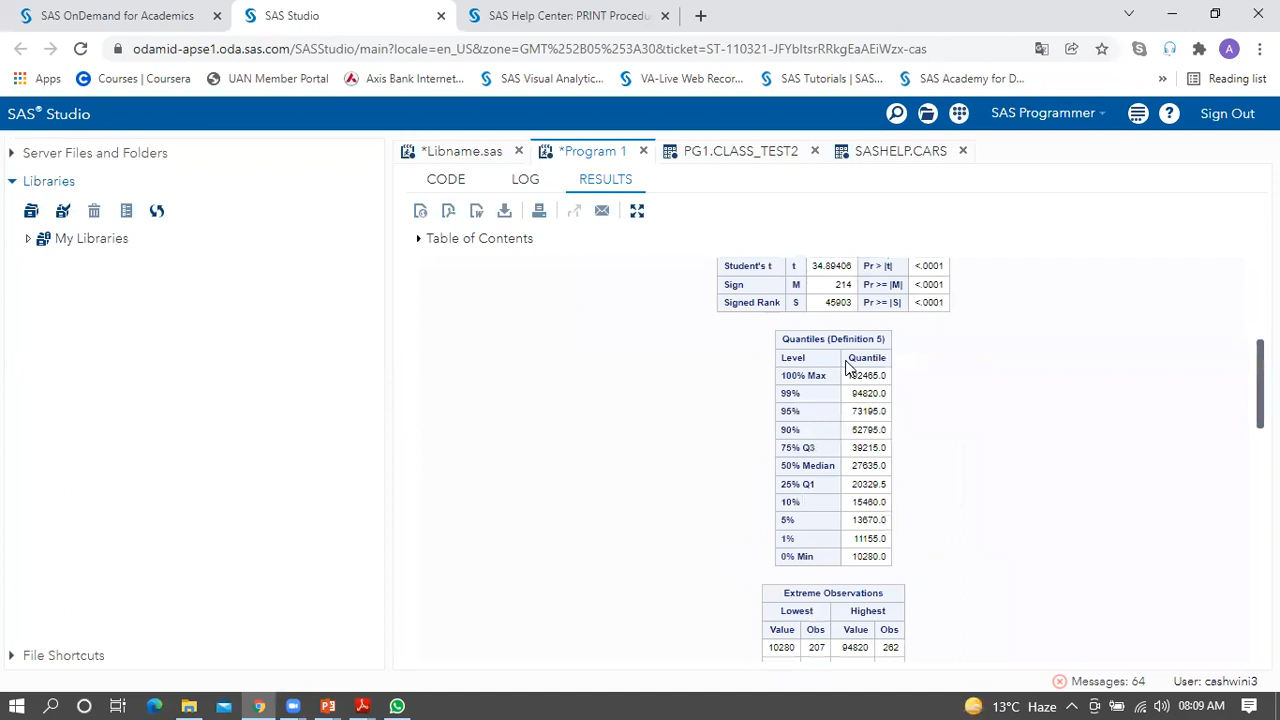 SAS OnDemand for Academics
SAS Studio
SAS Help Center: PRINT Procedu
odamid-apse1.oda.sas.com/SASStudio/main?locale=en_US&zone=GMT%252B05%253A30&ticket=ST-110321-JFYbItsrRRkgEaAEiWzx-cas
Apps
Courses | Coursera
UAN Member Portal
Axis Bank Internet...
SAS Visual Analytic...
VA-Live Web Recor...
SAS Tutorials | SAS...
SAS Academy for D...
»
Reading list
SAS® Studio
SAS Programmer
Sign Out
Server Files and Folders
Libraries
My Libraries
File Shortcuts
*Libname.sas
*Program 1
PG1.CLASS_TEST2
SASHELP.CARS
CODE
LOG
RESULTS
Table of Contents
Student's t t 34.89406 Pr > |t| <.0001
Sign M 214 Pr >= |M| <.0001
Signed Rank S 45903 Pr >= |S| <.0001
Quantiles (Definition 5)
Level Quantile
100% Max
99% 94820.0
95% 73195.0
90% 52795.0
75% Q3 39215.0
50% Median 27635.0
25% Q1 20329.5
10% 15460.0
5% 13670.0
1% 11155.0
0% Min 10280.0
Extreme Observations
Lowest Highest
Value Obs Value Obs
10280 207 94820 262
Messages: 64
User: cashwini3
13°C Haze
08:09 AM